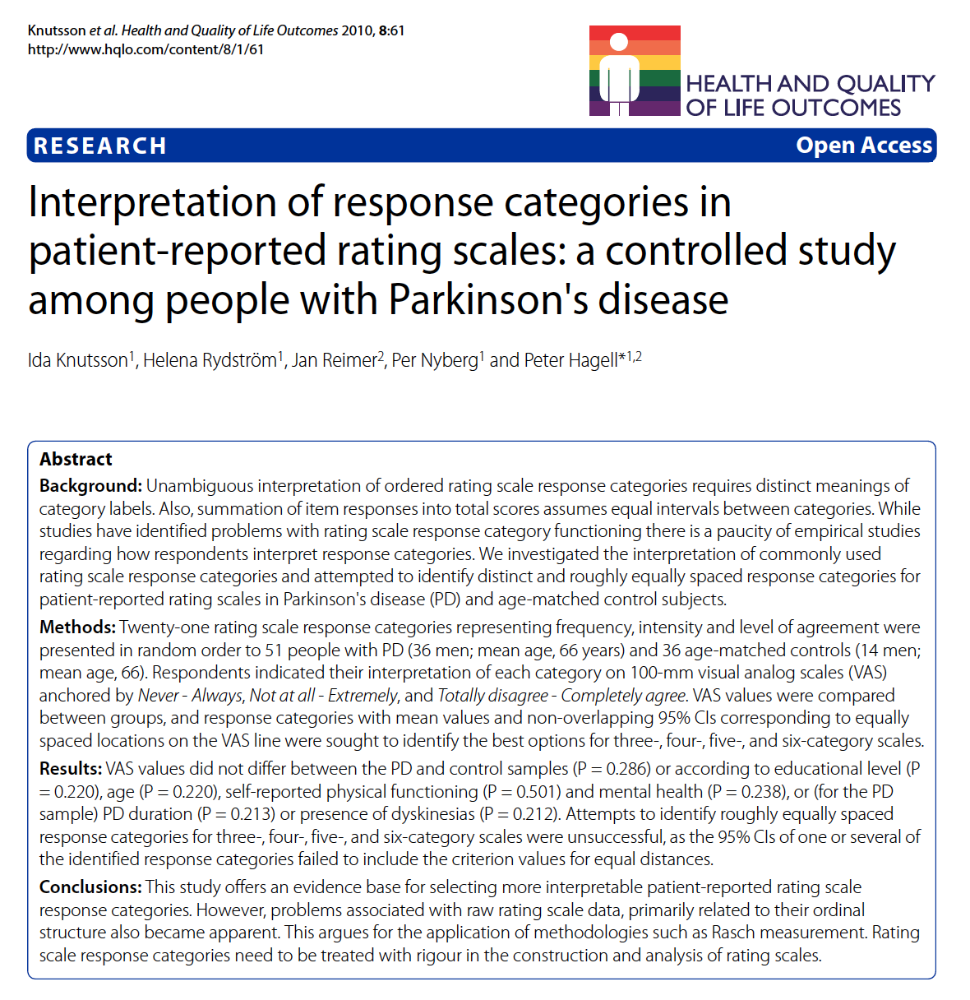 Knutsson et al. Health and Quality of Life Outcomes 2010, 8:61
http://www.hqlo.com/content/8/1/61
HEALTH AND QUALITY
OF LIFE OUTCOMES
RESEARCH
Open Access
Interpretation of response categories in
patient-reported rating scales: a controlled study
among people with Parkinson's disease
Ida Knutsson1, Helena Rydström1, Jan Reimer2, Per Nyberg1 and Peter Hagell*1,2
Abstract
Background: Unambiguous interpretation of ordered rating scale response categories requires distinct meanings of
category labels. Also, summation of item responses into total scores assumes equal intervals between categories. While
studies have identified problems with rating scale response category functioning there is a paucity of empirical studies
regarding how respondents interpret response categories. We investigated the interpretation of commonly used
rating scale response categories and attempted to identify distinct and roughly equally spaced response categories for
patient-reported rating scales in Parkinson's disease (PD) and age-matched control subjects.
Methods: Twenty-one rating scale response categories representing frequency, intensity and level of agreement were
presented in random order to 51 people with PD (36 men; mean age, 66 years) and 36 age-matched controls (14 men;
mean age, 66). Respondents indicated their interpretation of each category on 100-mm visual analog scales (VAS)
anchored by Never - Always, Not at all - Extremely, and Totally disagree - Completely agree. VAS values were compared
between groups, and response categories with mean values and non-overlapping 95% CIs corresponding to equally
spaced locations on the VAS line were sought to identify the best options for three-, four-, five-, and six-category scales.
Results: VAS values did not differ between the PD and control samples (P = 0.286) or according to educational level (P
= 0.220), age (P = 0.220), self-reported physical functioning (P = 0.501) and mental health (P = 0.238), or (for the PD
sample) PD duration (P = 0.213) or presence of dyskinesias (P = 0.212). Attempts to identify roughly equally spaced
response categories for three-, four-, five-, and six-category scales were unsuccessful, as the 95% CIs of one or several of
the identified response categories failed to include the criterion values for equal distances.
Conclusions: This study offers an evidence base for selecting more interpretable patient-reported rating scale
response categories. However, problems associated with raw rating scale data, primarily related to their ordinal
structure also became apparent. This argues for the application of methodologies such as Rasch measurement. Rating
scale response categories need to be treated with rigour in the construction and analysis of rating scales.